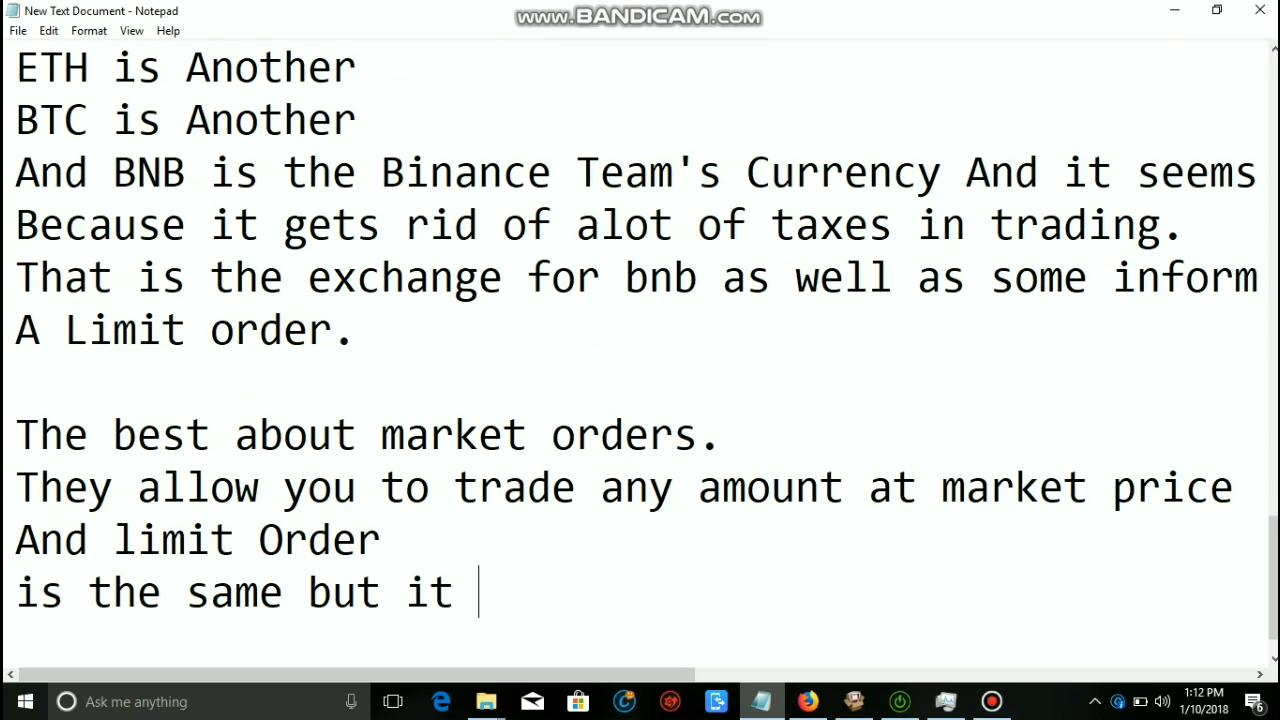 New Text Document - Notepad
www.BANDICAM.com
File Edit Format View Help
ETH is Another
BTC is Another
And BNB is the Binance Team's Currency And it seems
Because it gets rid of alot of taxes in trading.
That is the exchange for bnb as well as some inform
A Limit order.
The best about market orders.
They allow you to trade any amount at market price
And limit Order
is the same but it
Ask me anything
1:12 PM
1/10/2018
6